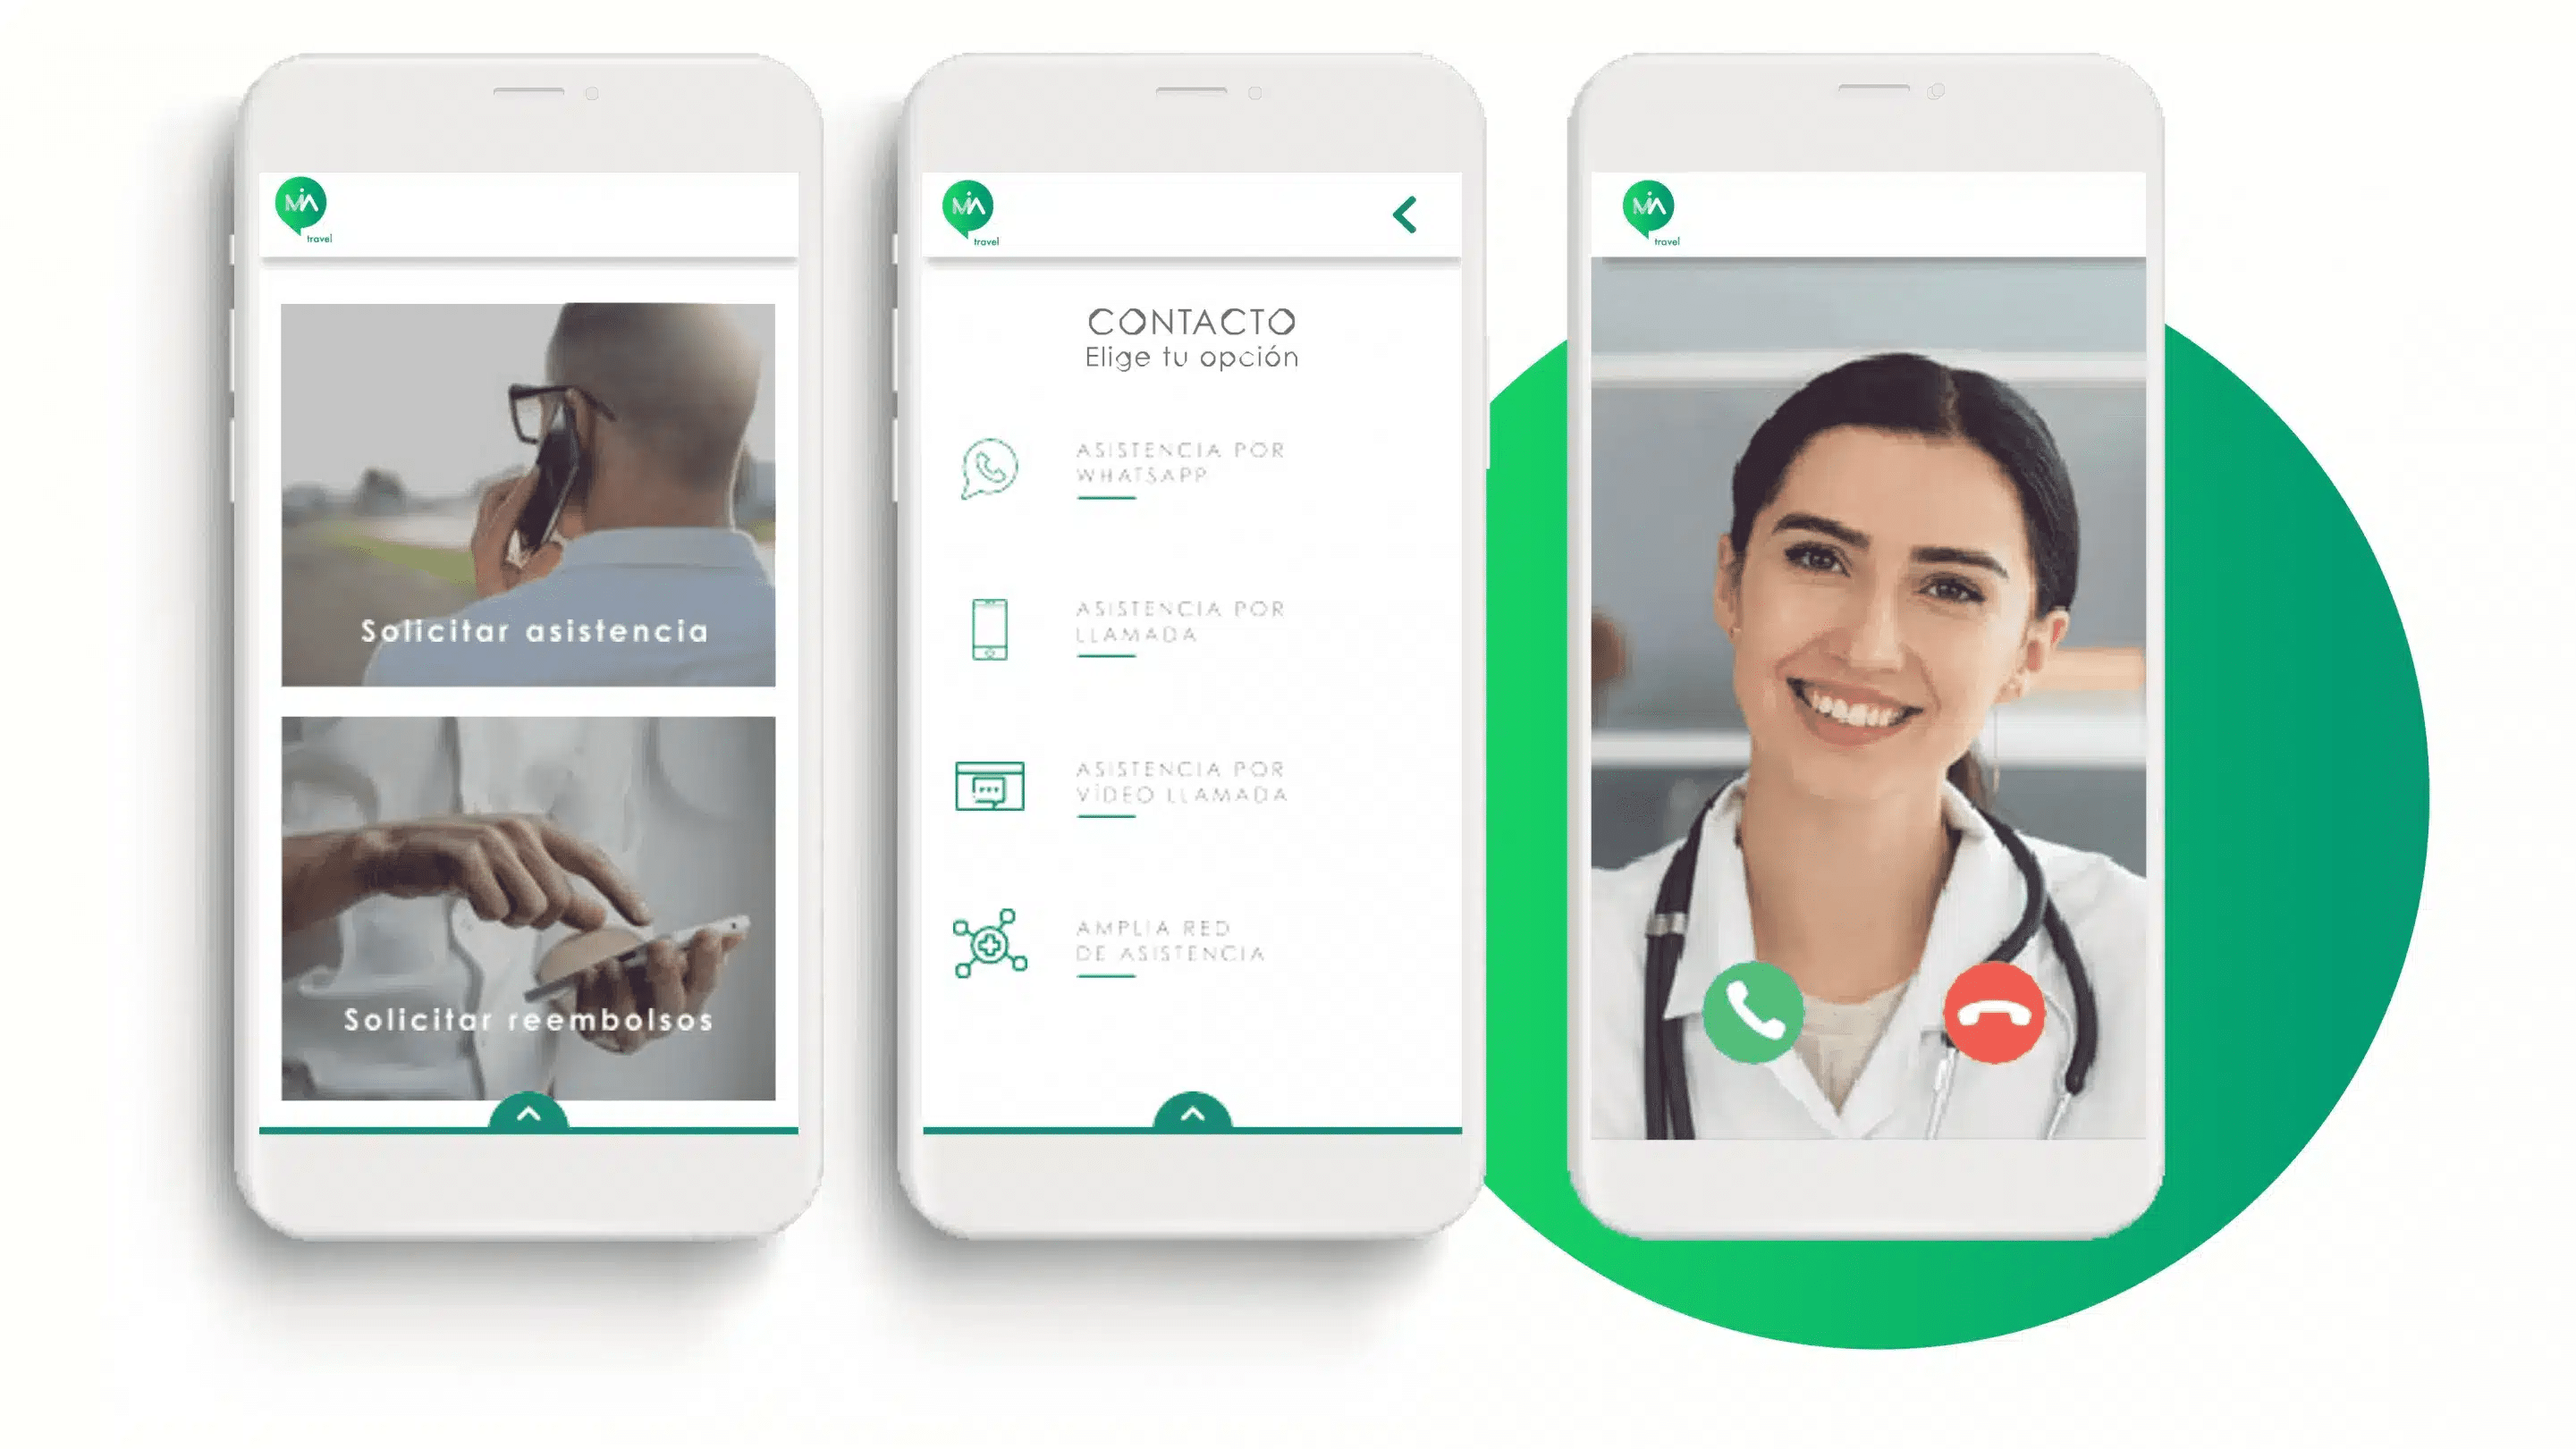 MIA
travel
Solicitar asistencia
Solicitar reembolsos
MIA
travel
CONTACTO
Elige tu opción
ASISTENCIA POR
WHATSAPP
ASISTENCIA POR
LLAMADA
ASISTENCIA POR
VÍDEO LLAMADA
AMPLIA RED
DE ASISTENCIA
MIA
travel